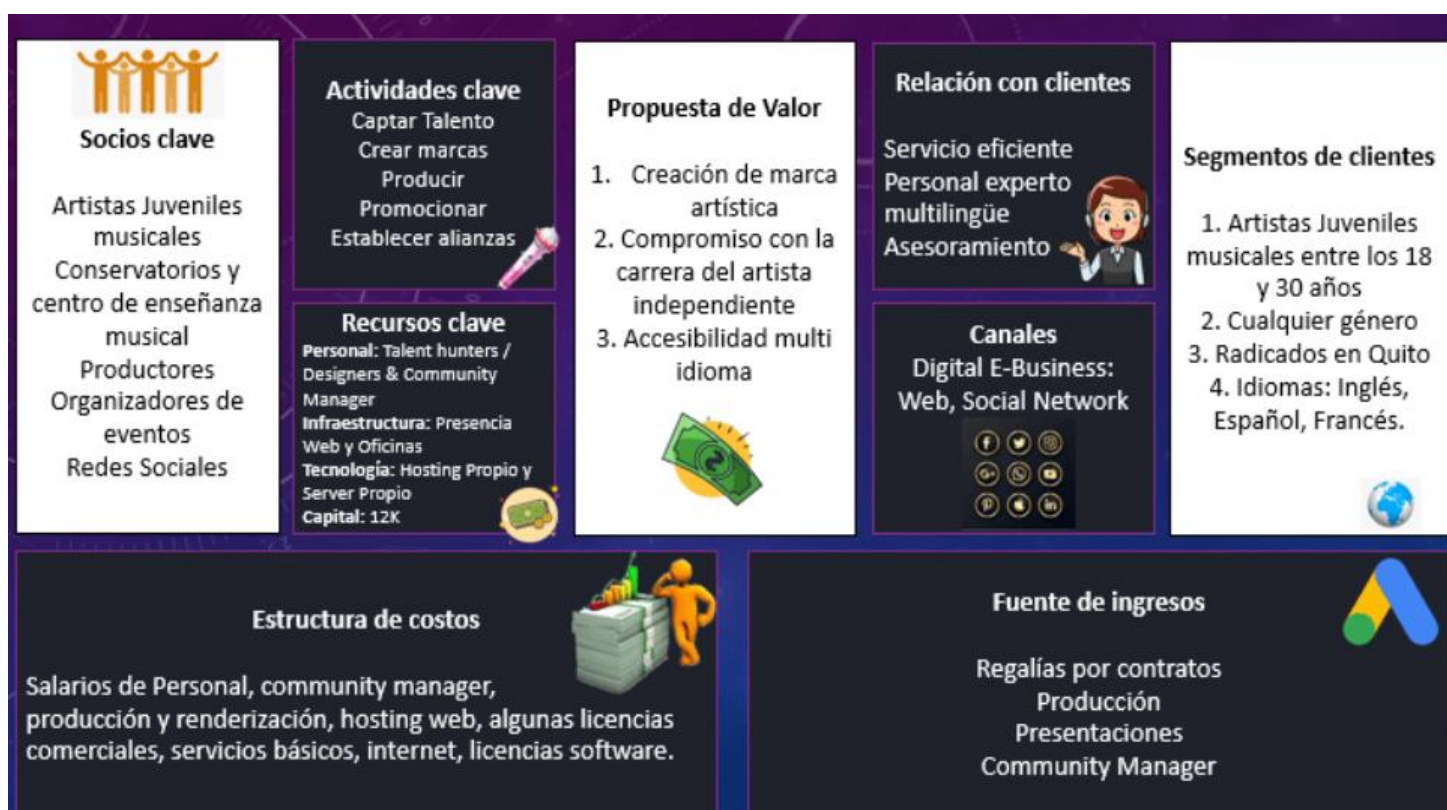 Socios clave
Artistas Juveniles
musicales
Conservatorios y
centro de enseñanza
musical
Productores
Organizadores de
eventos
Redes Sociales
Actividades clave
Captar Talento
Crear marcas
Producir
Promocionar
Establecer alianzas
Recursos clave
Personal: Talent hunters /
Designers & Community
Manager
Infraestructura: Presencia
Web y Oficinas
Tecnología: Hosting Propio y
Server Propio
Capital: 12K
Propuesta de Valor
1. Creación de marca
artística
2. Compromiso con la
carrera del artista
independiente
3. Accesibilidad multi
idioma
Relación con clientes
Servicio eficiente
Personal experto
multilingüe
Asesoramiento
Canales
Digital E-Business:
Web, Social Network
Segmentos de clientes
1. Artistas Juveniles
musicales entre los 18
y 30 años
2. Cualquier género
3. Radicados en Quito
4. Idiomas: Inglés,
Español, Francés.
Estructura de costos
Salarios de Personal, community manager,
producción y renderización, hosting web, algunas licencias
comerciales, servicios básicos, internet, licencias software.
Fuente de ingresos
Regalías por contratos
Producción
Presentaciones
Community Manager